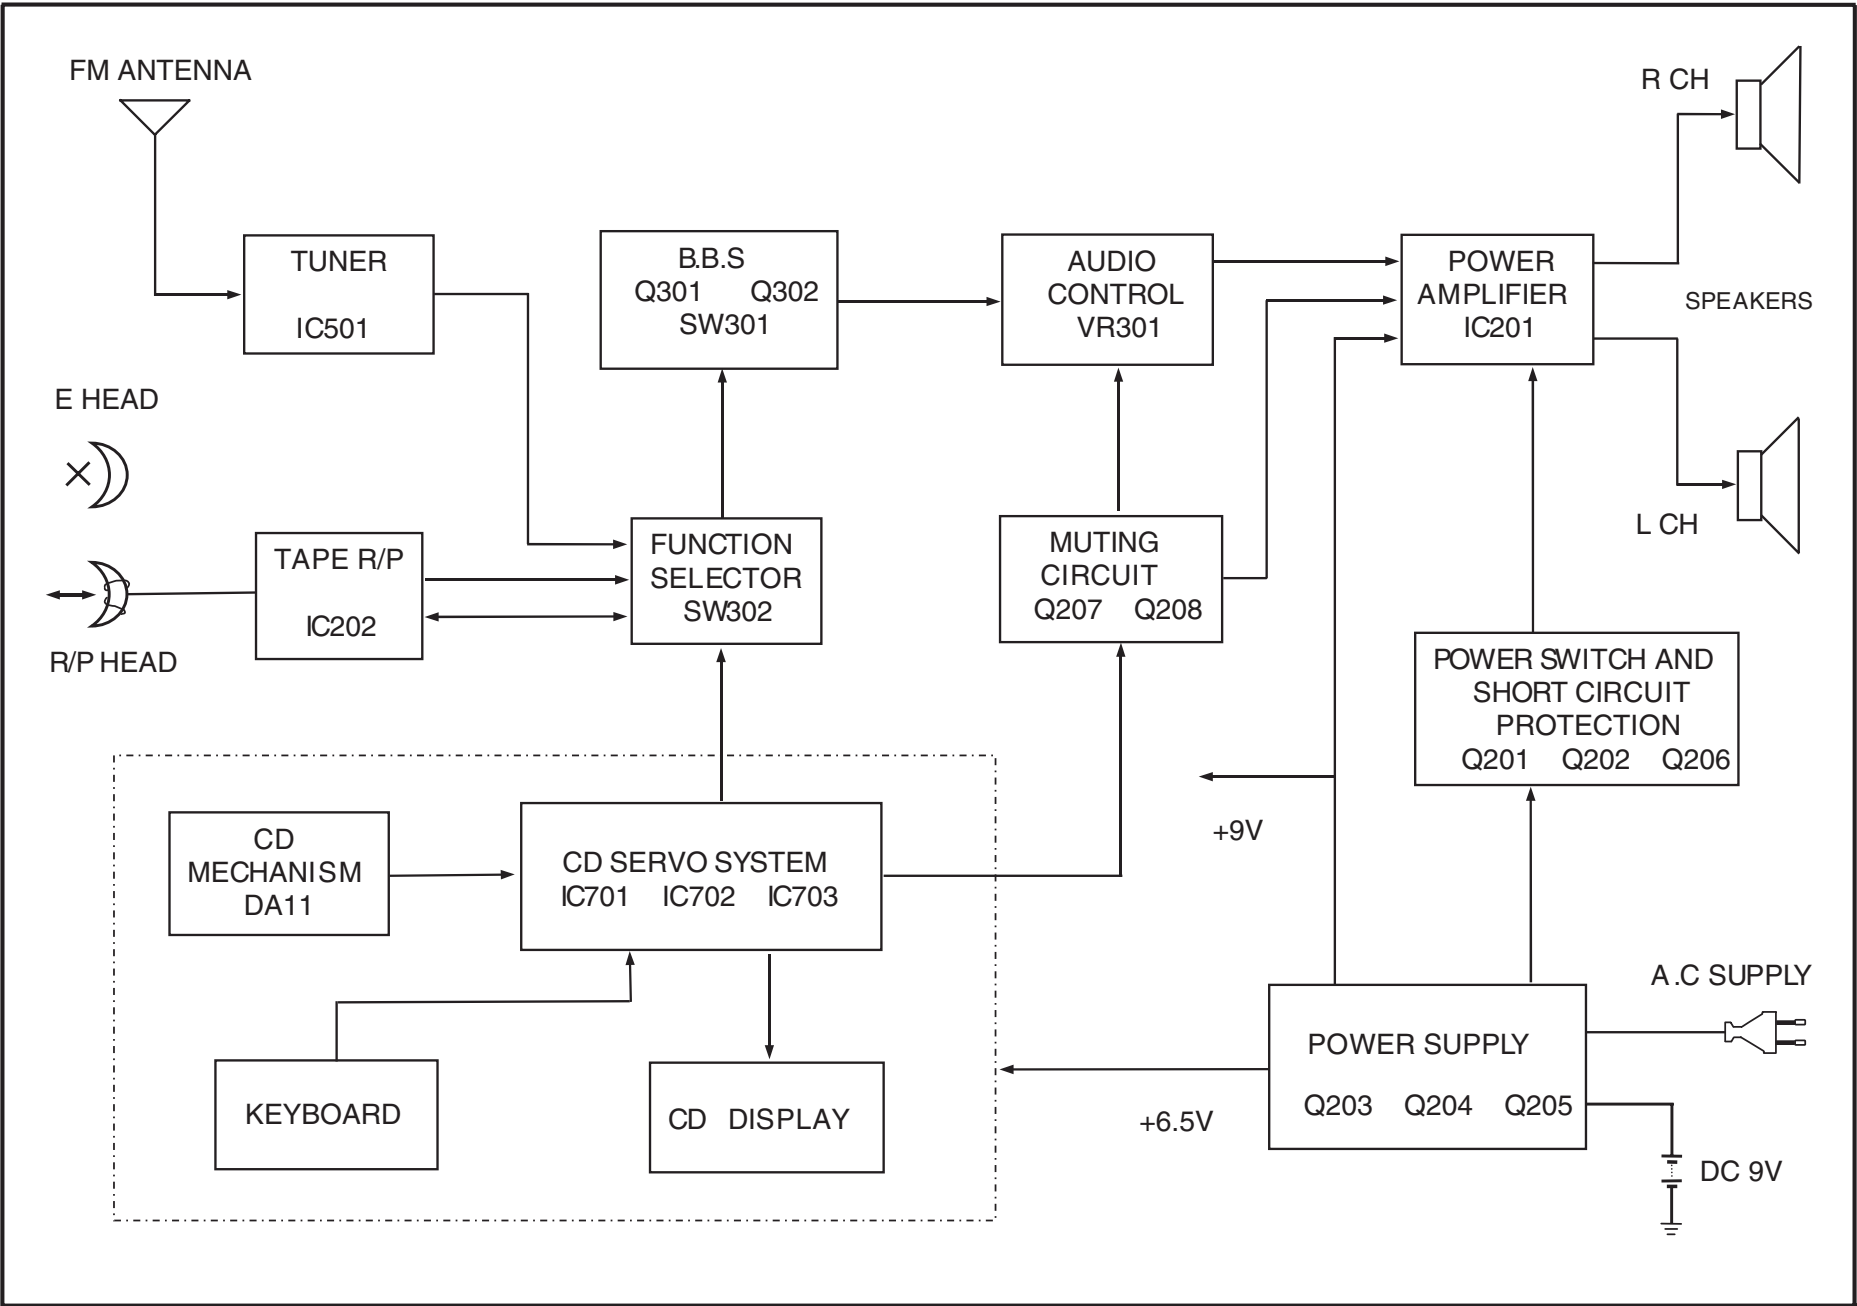 FM ANTENNA
R CH
TUNER
IC501
B.B.S
Q301 Q302
SW301
AUDIO
CONTROL
VR301
POWER
AMPLIFIER
IC201
SPEAKERS
E HEAD
L CH
TAPE R/P
IC202
FUNCTION
SELECTOR
SW302
MUTING
CIRCUIT
Q207 Q208
R/P HEAD
POWER SWITCH AND
SHORT CIRCUIT
PROTECTION
Q201 Q202 Q206
+9V
CD
MECHANISM
DA11
CD SERVO SYSTEM
IC701 IC702 IC703
A.C SUPPLY
POWER SUPPLY
Q203 Q204 Q205
KEYBOARD
CD DISPLAY
+6.5V
DC 9V